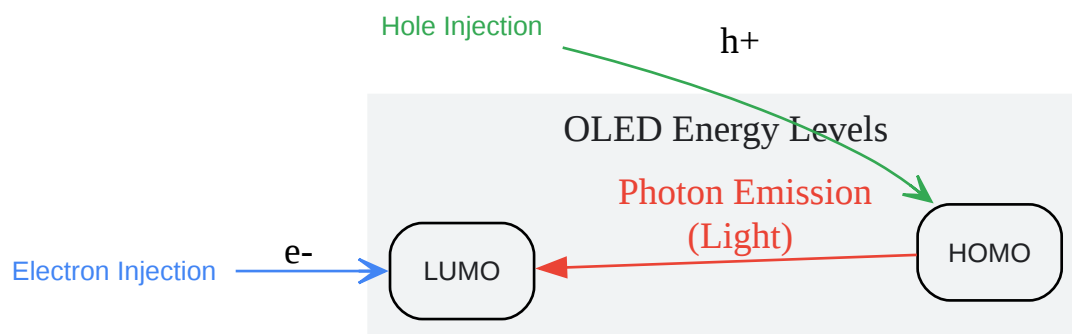 Hole Injection
h+
OLED Energy Levels
Photon Emission
(Light)
e-
Electron Injection
LUMO
HOMO